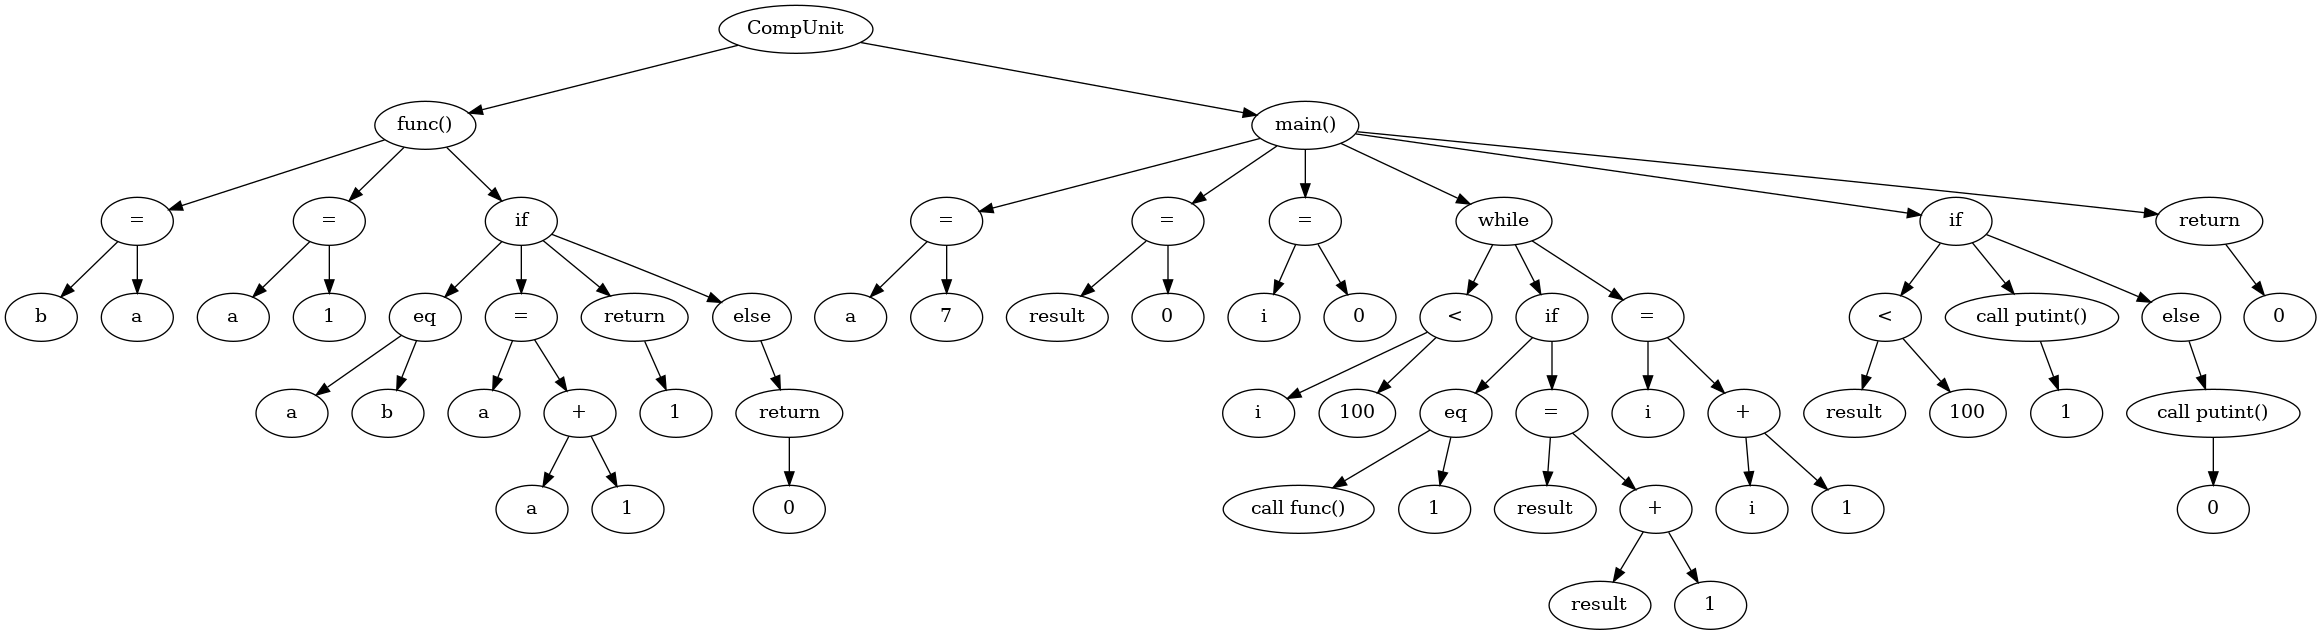 CompUnit
func() main()
= = if = = = while if return
b a a 1 eq = return else a 7 result 0 i 0 < if = < call putint() else 0
a b a + 1 return i 100 eq = i + result 100 1 call putint()
a 1 0 call func() 1 result + i 1 0
result 1